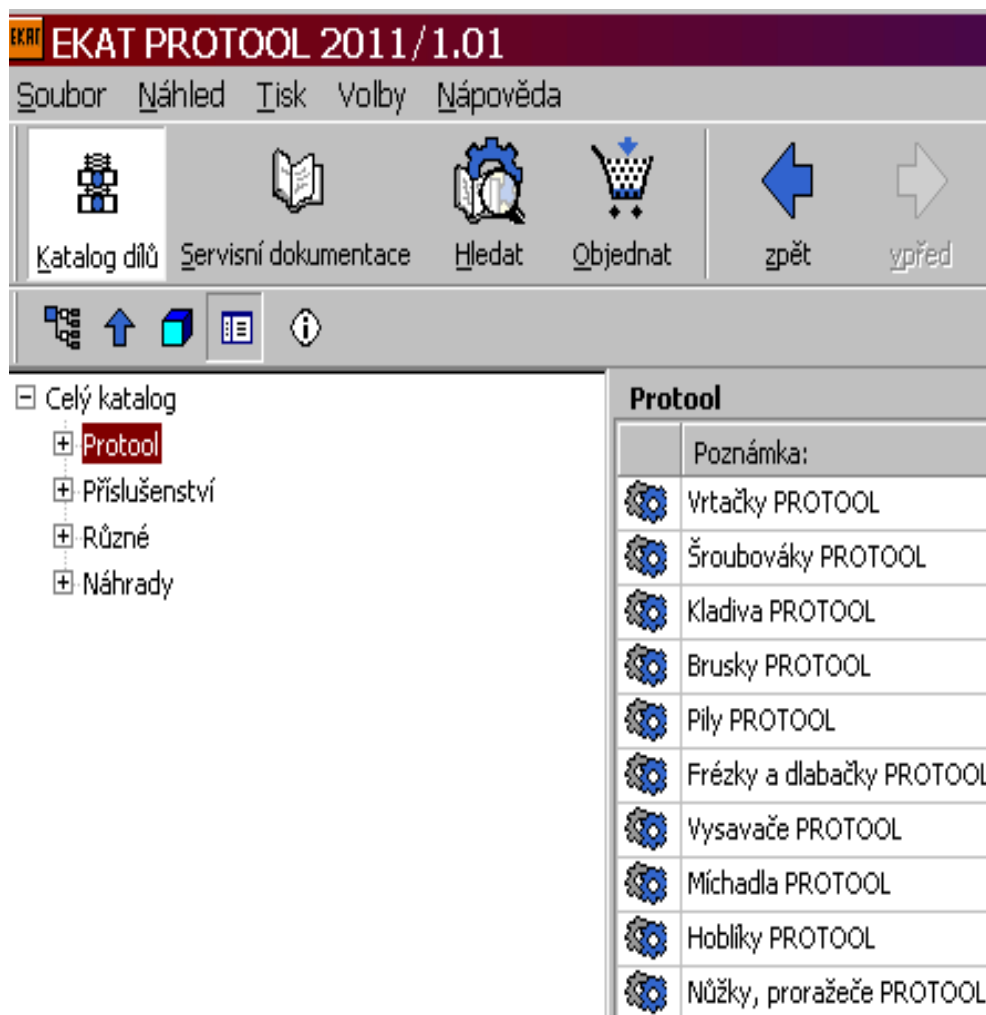 EKAT EKAT PROTOOL 2011/1.01
Soubor Náhled Tisk Volby Nápověda
Katalog dílů Servisní dokumentace Hledat Objednat zpět vpřed
Celý katalog
Protool
Příslušenství
Různé
Náhrady
Protool
Poznámka:
Vrtačky PROTOOL
Šroubováky PROTOOL
Kladiva PROTOOL
Brusky PROTOOL
Pily PROTOOL
Frézky a dlabačky PROTOOL
Vysavače PROTOOL
Míchadla PROTOOL
Hoblíky PROTOOL
Nůžky, proražeče PROTOOL